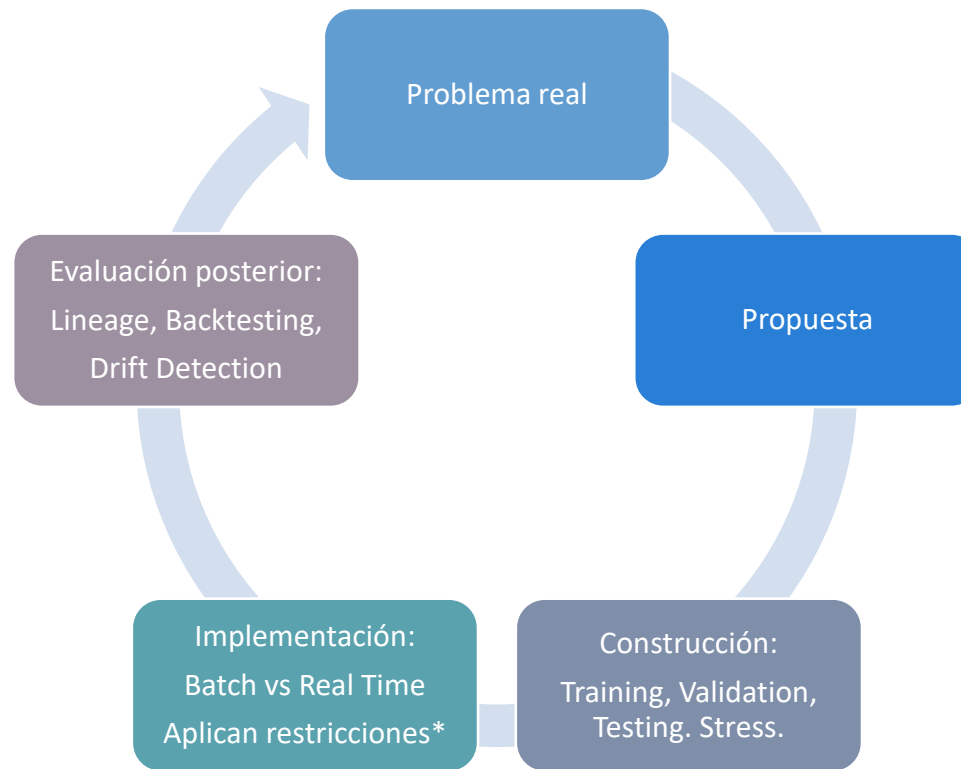 Problema real
Propuesta
Construcción:
Training, Validation,
Testing. Stress.
Implementación:
Batch vs Real Time
Aplican restricciones*
Evaluación posterior:
Lineage, Backtesting,
Drift Detection